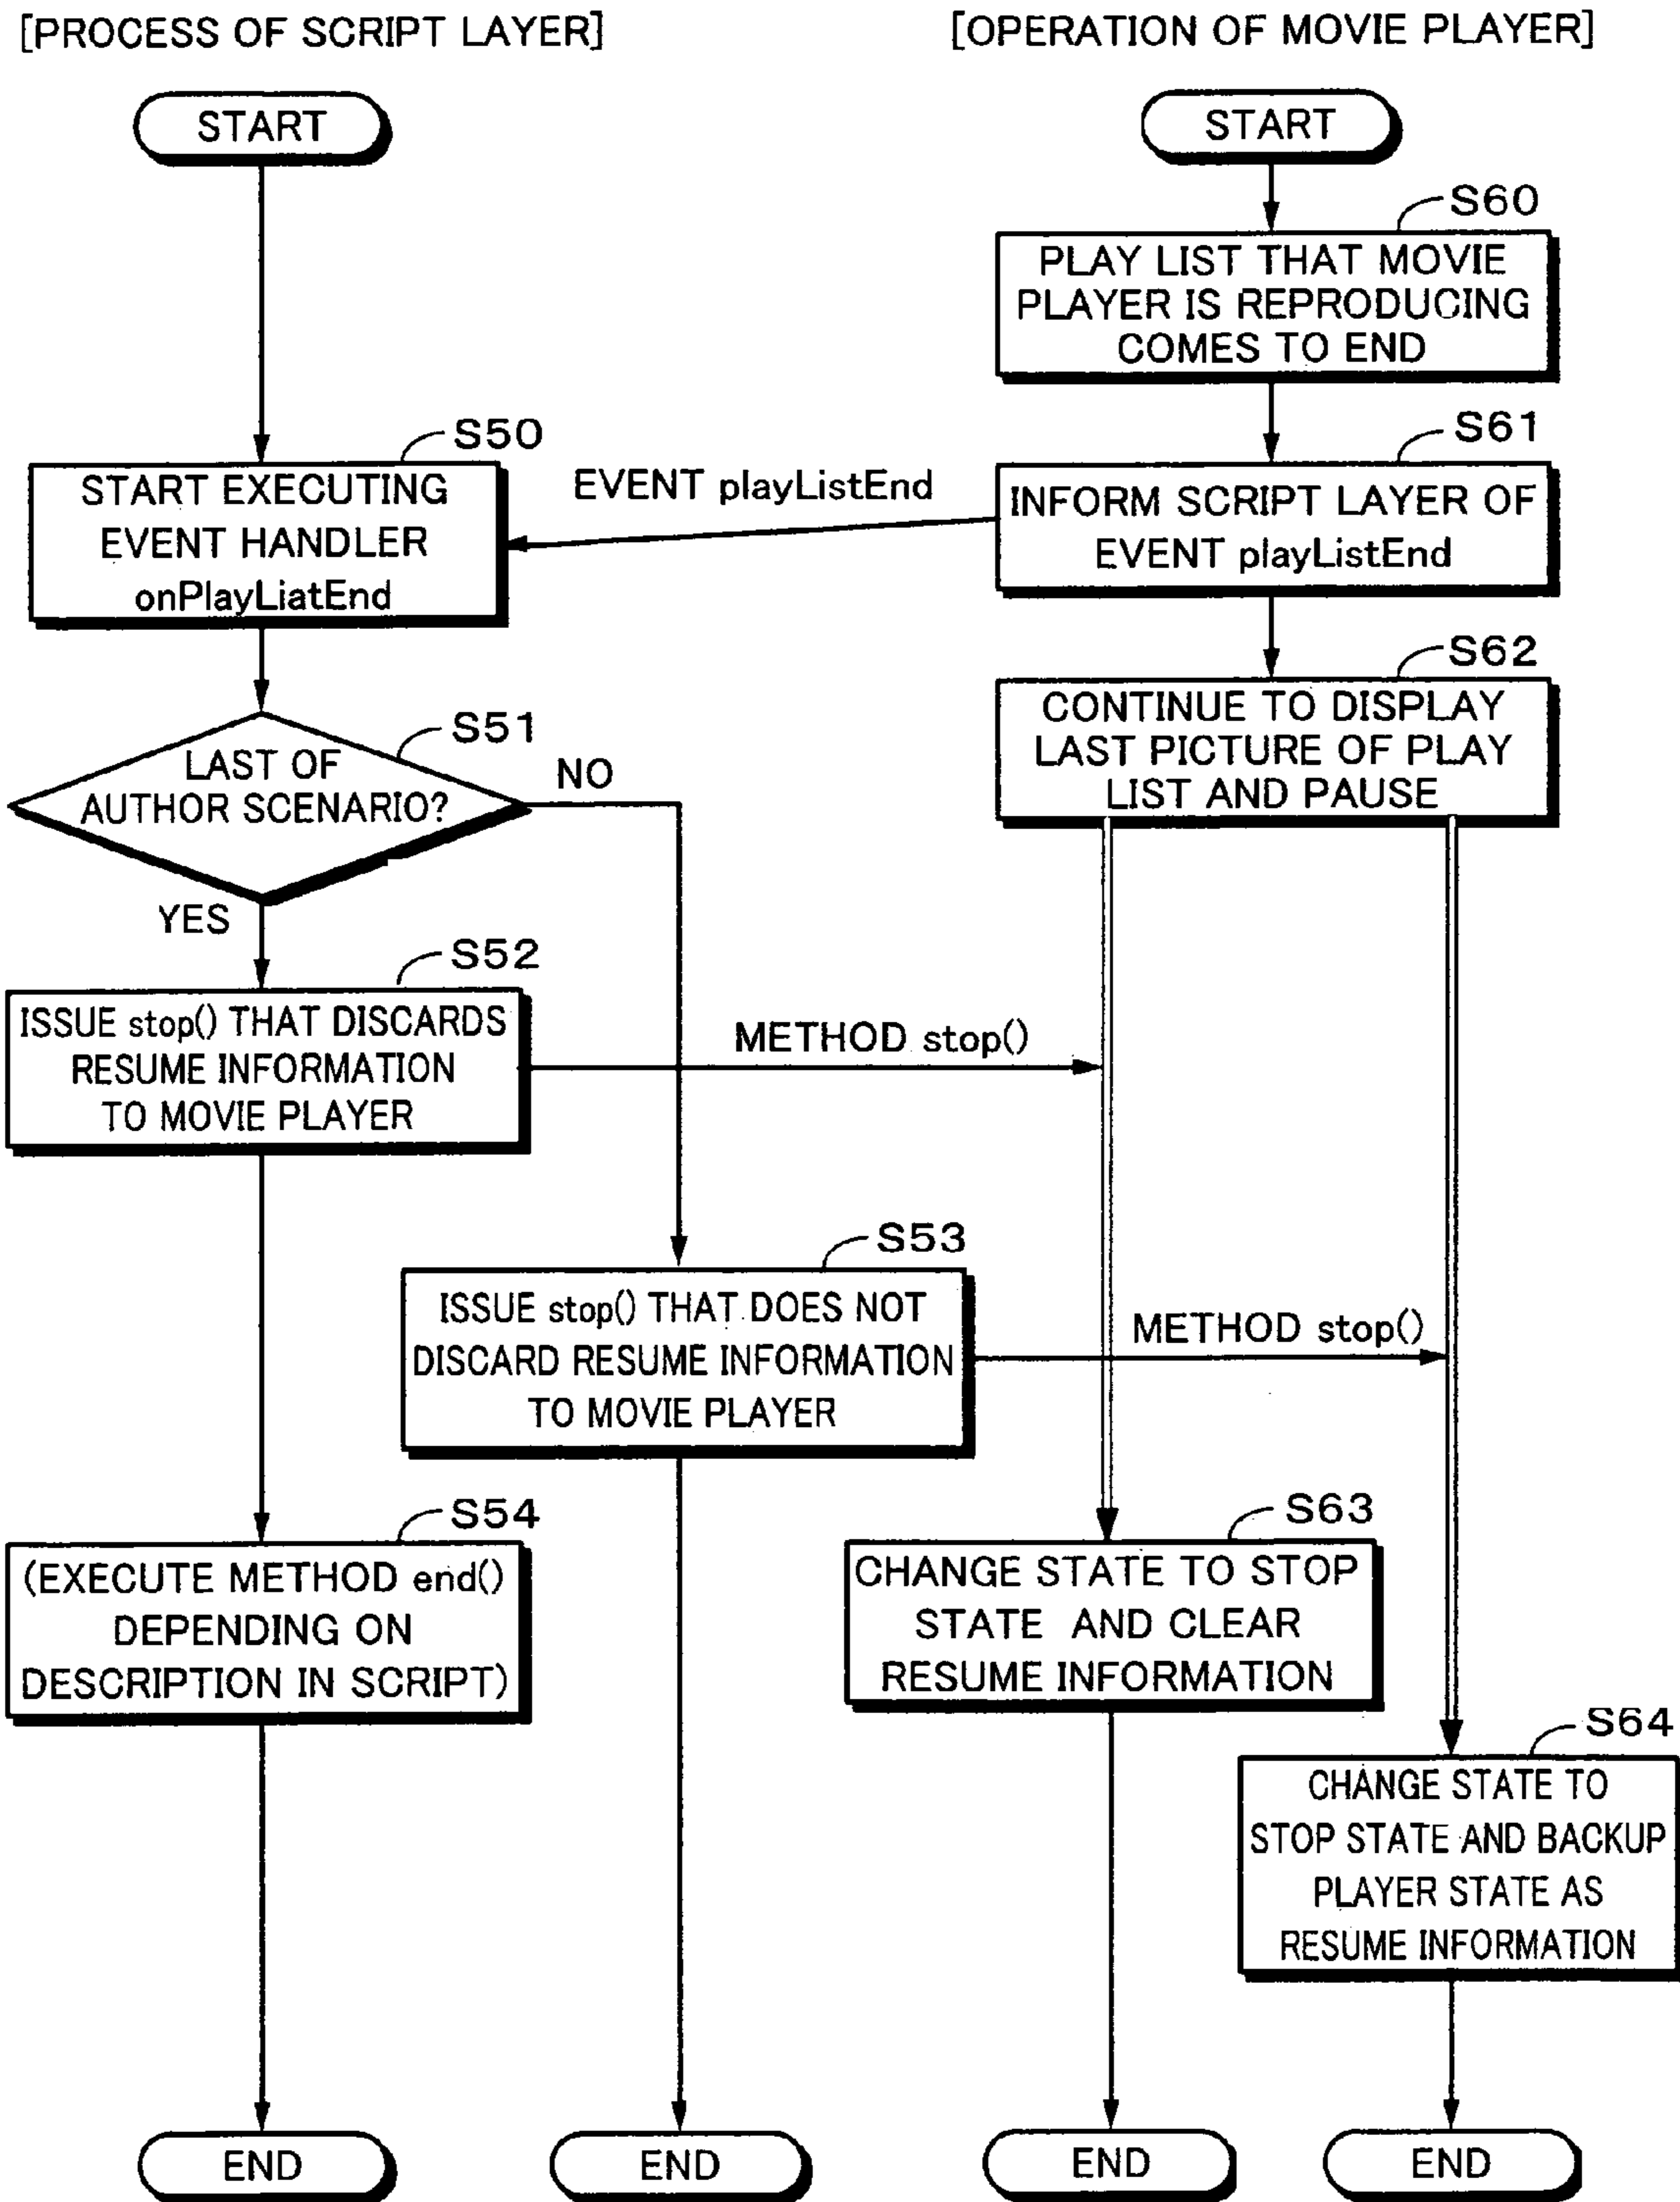 [PROCESS OF SCRIPT LAYER]
[OPERATION OF MOVIE PLAYER]
START
START
S60
PLAY LIST THAT MOVIE
PLAYER IS REPRODUCING
COMES TO END
S50
START EXECUTING
EVENT HANDLER
onPlayLiatEnd
EVENT playListEnd
S61
INFORM SCRIPT LAYER OF
EVENT playListEnd
S62
CONTINUE TO DISPLAY
LAST PICTURE OF PLAY
LIST AND PAUSE
S51
LAST OF
AUTHOR SCENARIO?
NO
YES
S52
ISSUE stop() THAT DISCARDS
RESUME INFORMATION
TO MOVIE PLAYER
METHOD stop()
S53
ISSUE stop() THAT DOES NOT
DISCARD RESUME INFORMATION
TO MOVIE PLAYER
METHOD stop()
S54
(EXECUTE METHOD end()
DEPENDING ON
DESCRIPTION IN SCRIPT)
S63
CHANGE STATE TO STOP
STATE AND CLEAR
RESUME INFORMATION
S64
CHANGE STATE TO
STOP STATE AND BACKUP
PLAYER STATE AS
RESUME INFORMATION
END
END
END
END